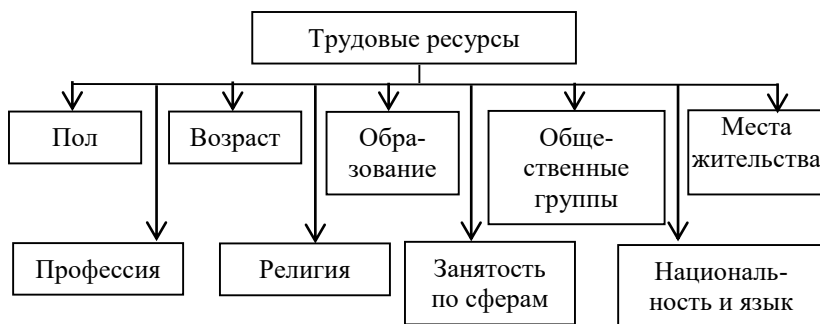 Трудовые ресурсы
Пол
Возраст
Обра-
зование
Обще-
ственные
группы
Места
жительства
Профессия
Религия
Занятость
по сферам
Националь-
ность и язык